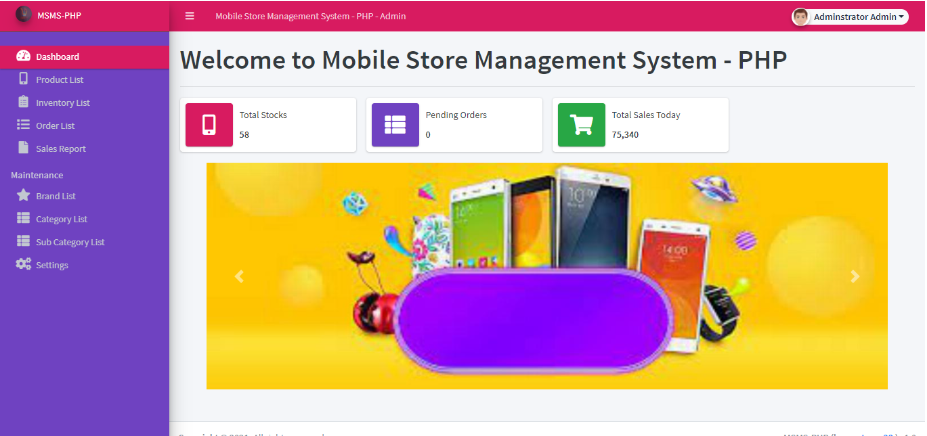 MSMS-PHP
Mobile Store Management System - PHP - Admin
Adminstrator Admin
Dashboard
Product List
Inventory List
Order List
Sales Report
Maintenance
Brand List
Category List
Sub Category List
Settings
Welcome to Mobile Store Management System - PHP
Total Stocks
58
Pending Orders
0
Total Sales Today
75,340
14:00